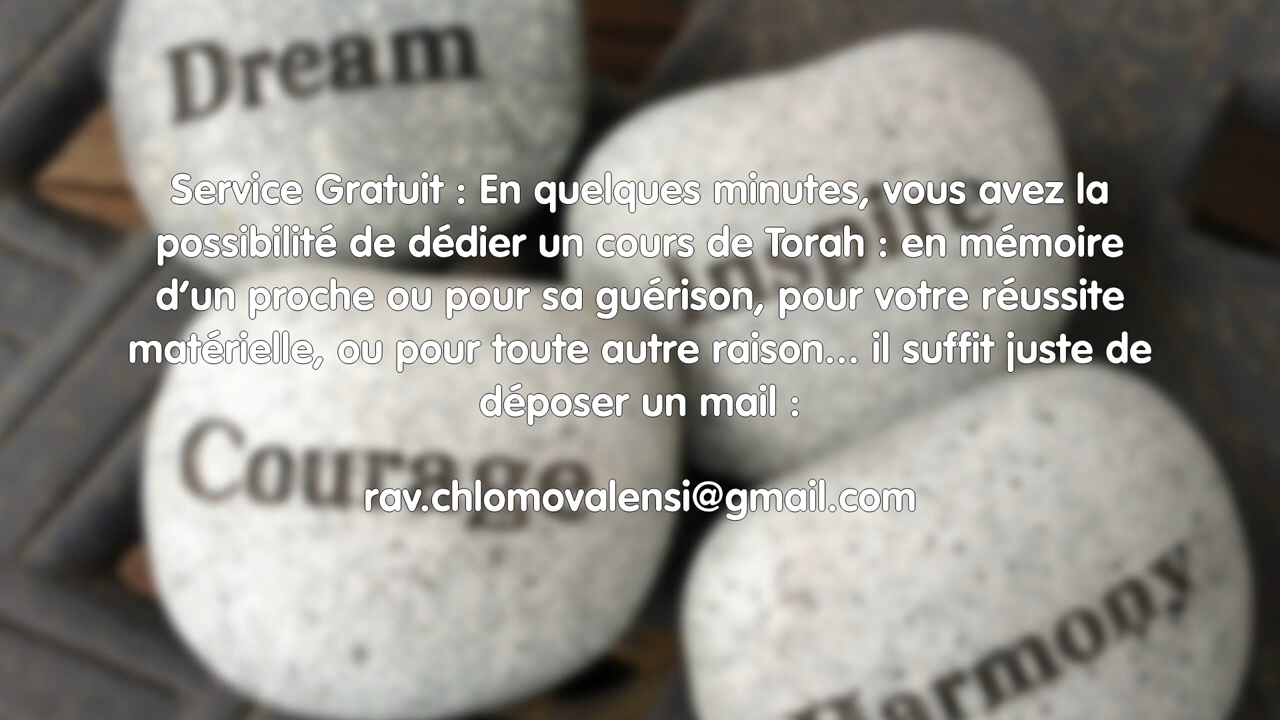 Dream
Inspire
Service Gratuit : En quelques minutes, vous avez la
possibilité de dédier un cours de Torah : en mémoire
d’un proche ou pour sa guérison, pour votre réussite
matérielle, ou pour toute autre raison... il suffit juste de
déposer un mail :
Courage
rav.chlomovalensi@gmail.com
Harmony